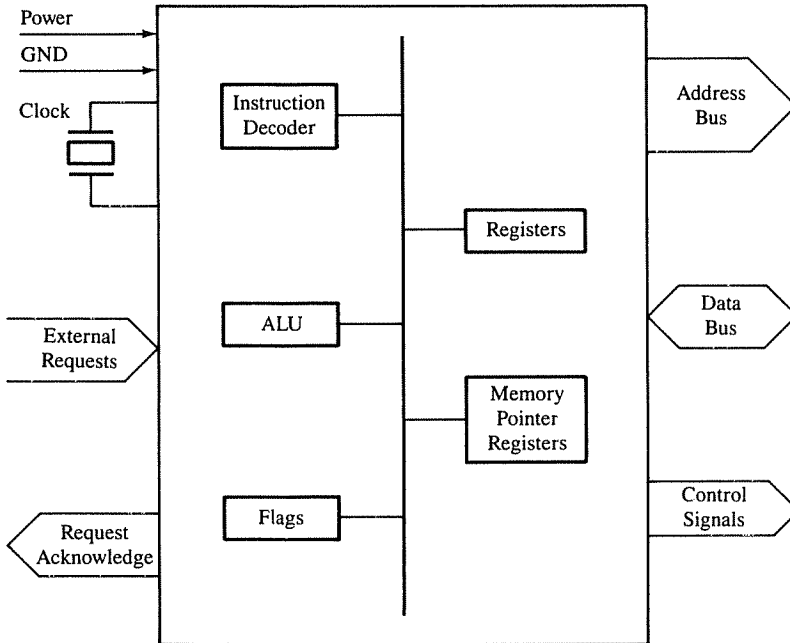 Power
GND
Clock
External
Requests
Request
Acknowledge
Instruction
Decoder
ALU
Flags
Registers
Memory
Pointer
Registers
Address
Bus
Data
Bus
Control
Signals